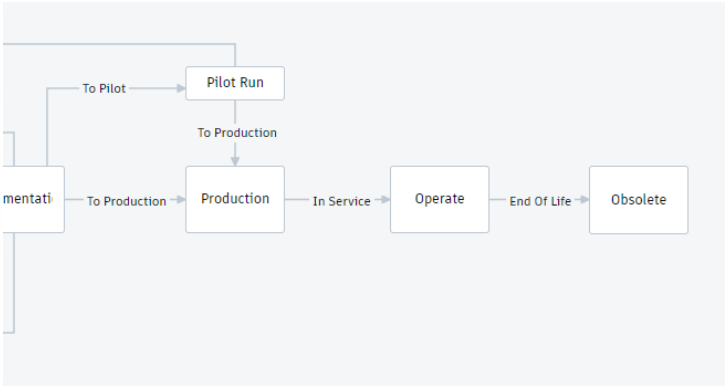 Pilot Run
To Pilot
To Production
mentati
To Production
Production
In Service
Operate
End Of Life
Obsolete